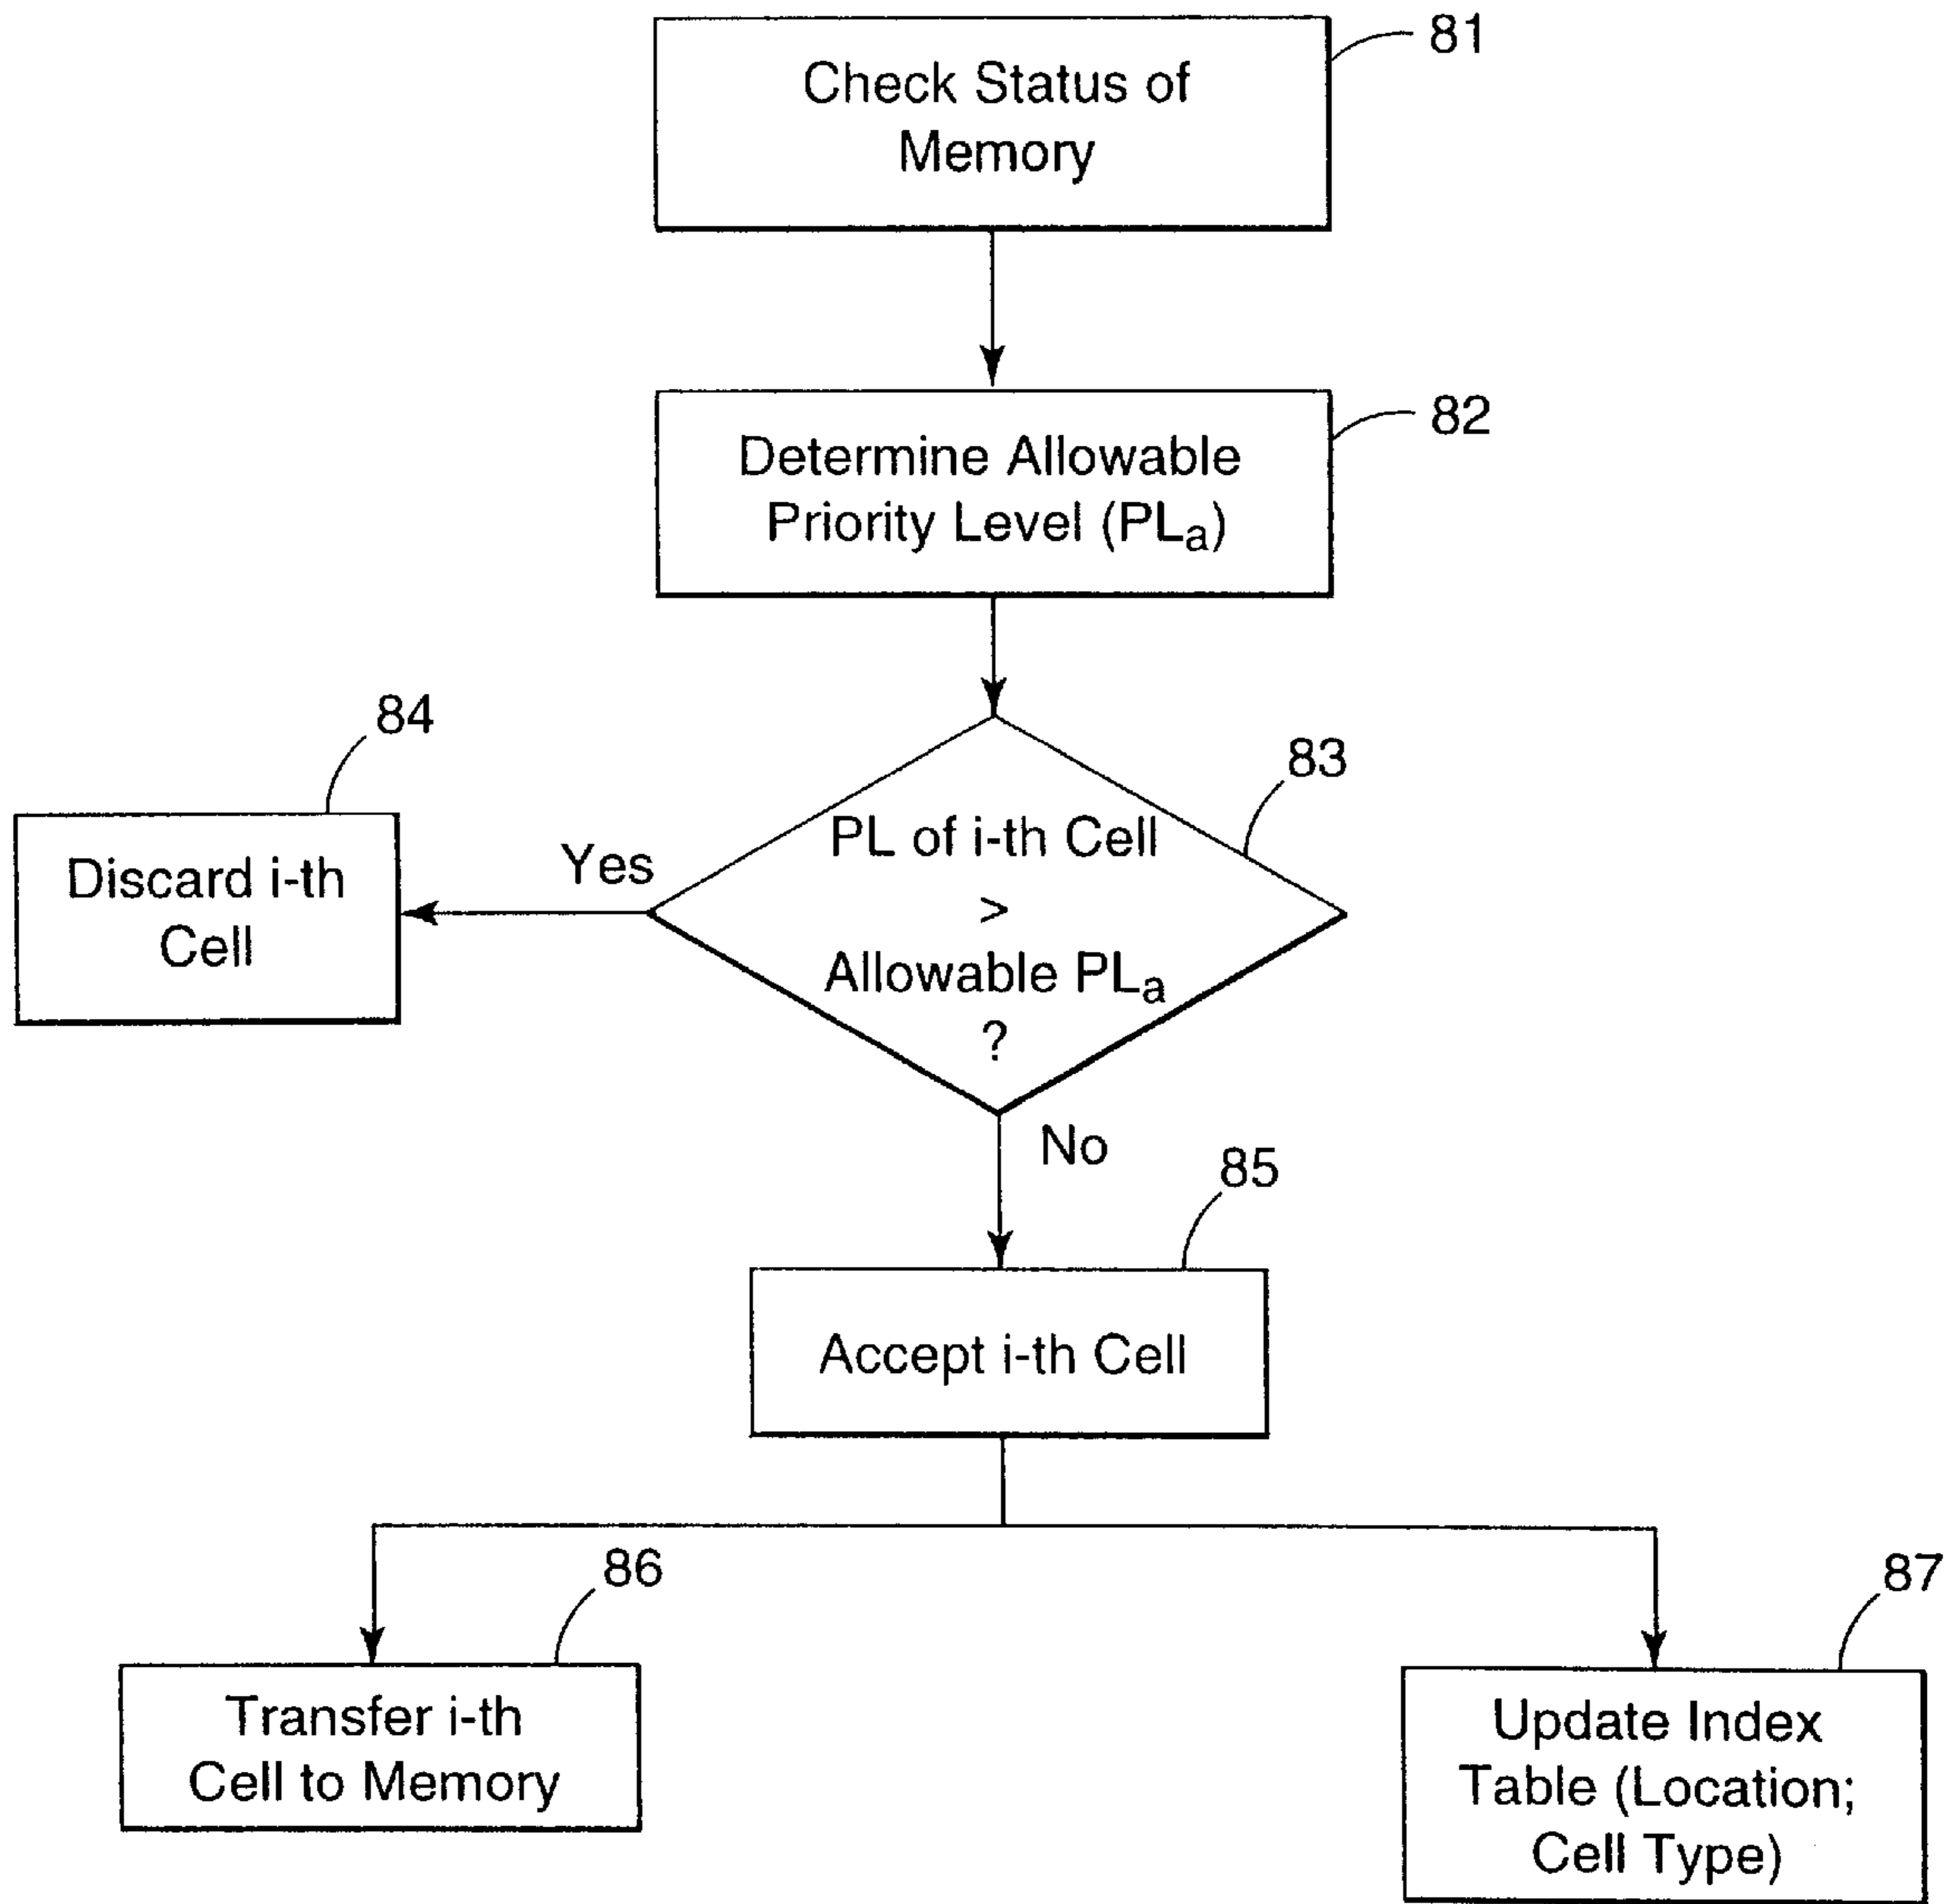 81
Check Status of
Memory
82
Determine Allowable
Priority Level (PLa)
84
83
Yes
PL of i-th Cell
>
Allowable PLa
?
Discard i-th
Cell
No
85
Accept i-th Cell
86
87
Transfer i-th
Cell to Memory
Update Index
Table (Location;
Cell Type)